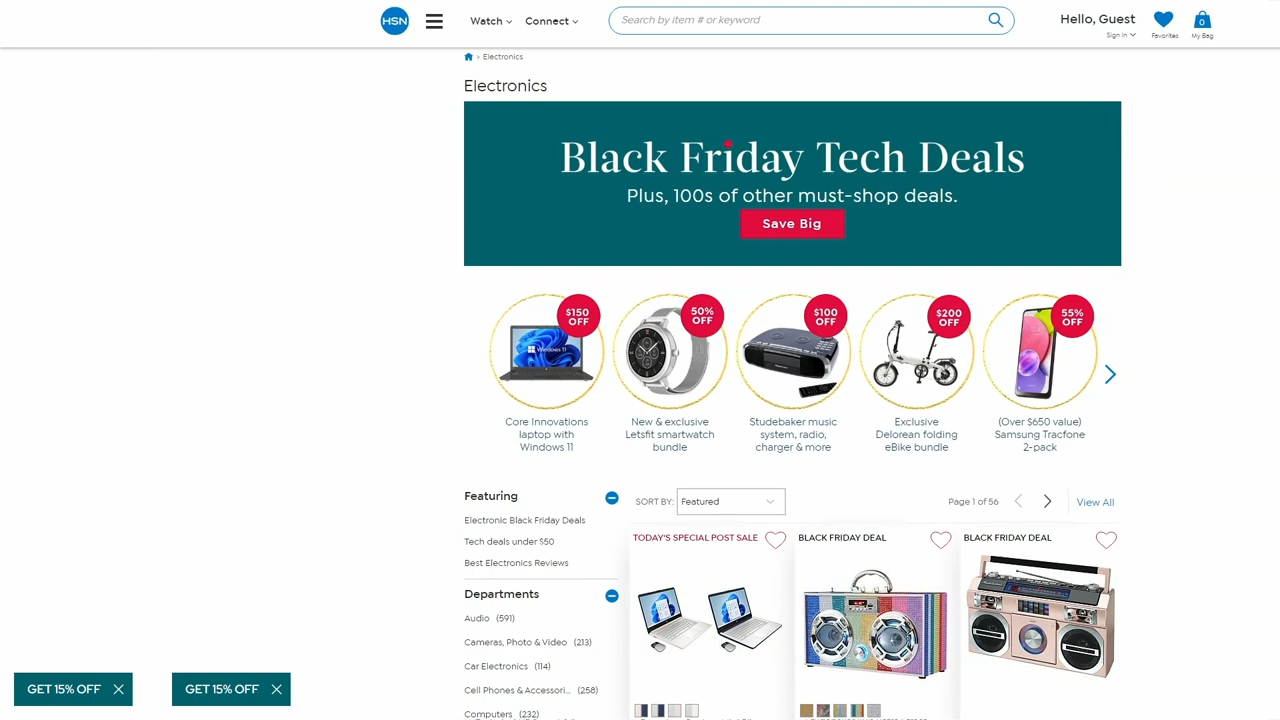 HSN
Watch
Connect
Search by item # or keyword
Hello, Guest
Sign In
Favorites
0
My Bag
> Electronics
Electronics
Black Friday Tech Deals
Plus, 100s of other must-shop deals.
Save Big
$150 OFF
50% OFF
$100 OFF
$200 OFF
55% OFF
Windows 11
Core Innovations
laptop with
Windows 11
New & exclusive
Letsfit smartwatch
bundle
Studebaker music
system, radio,
charger & more
Exclusive
Delorean folding
eBike bundle
(Over $650 value)
Samsung Tracfone
2-pack
Featuring
Electronic Black Friday Deals
Tech deals under $50
Best Electronics Reviews
Departments
Audio (591)
Cameras, Photo & Video (213)
Car Electronics (114)
Cell Phones & Accessori... (258)
Computers (232)
SORT BY: Featured
Page 1 of 56
View All
TODAY'S SPECIAL POST SALE
BLACK FRIDAY DEAL
BLACK FRIDAY DEAL
GET 15% OFF
GET 15% OFF